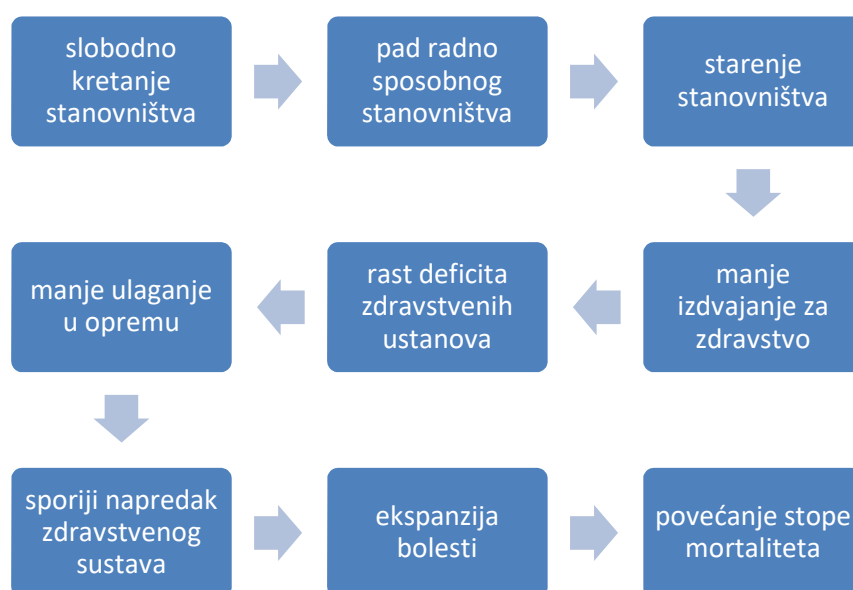 slobodno
kretanje
stanovništva
pad radno
sposobnog
stanovništva
starenje
stanovništva
manje
izdvajanje za
zdravstvo
rast deficita
zdravstvenih
ustanova
manje ulaganje
u opremu
sporiji napredak
zdravstvenog
sustava
ekspanzija
bolesti
povećanje stope
mortaliteta